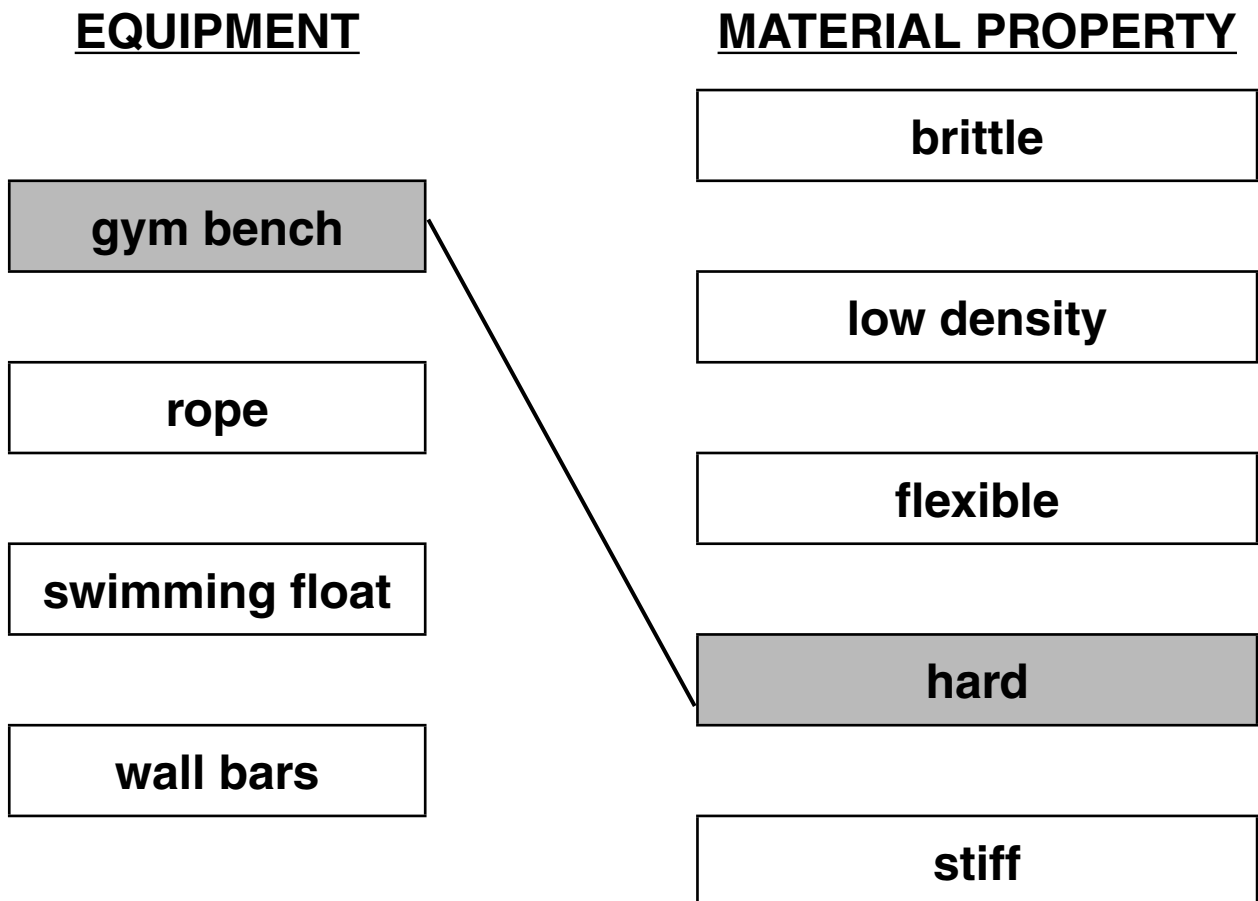 EQUIPMENT
gym bench
rope
swimming float
wall bars
MATERIAL PROPERTY
brittle
low density
flexible
hard
stiff